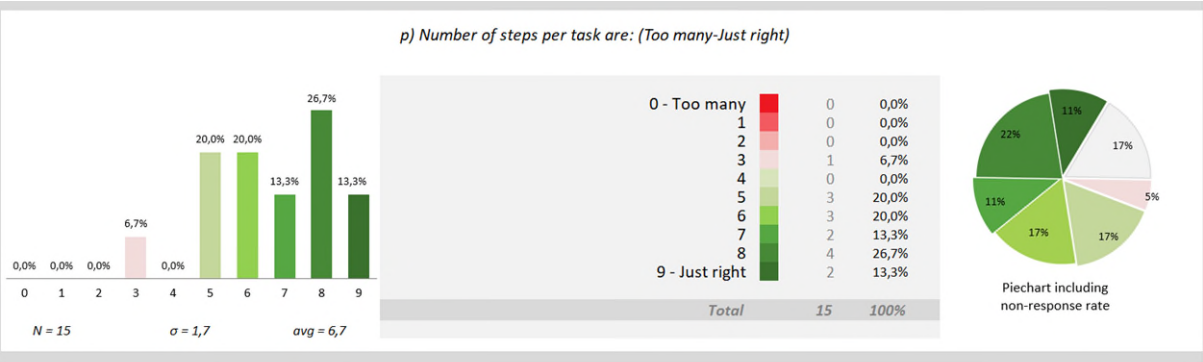 p) Number of steps per task are: (Too many-Just right)
0,0% 0,0% 0,0% 6,7% 0,0% 20,0% 20,0% 13,3% 26,7% 13,3%
0 1 2 3 4 5 6 7 8 9
N = 15 σ = 1,7 avg = 6,7
0 - Too many 0 0,0%
1 0 0,0%
2 0 0,0%
3 1 6,7%
4 0 0,0%
5 3 20,0%
6 3 20,0%
7 2 13,3%
8 4 26,7%
9 - Just right 2 13,3%
Total 15 100%
11%
22%
17%
5%
11%
17%
17%
Piechart including
non-response rate